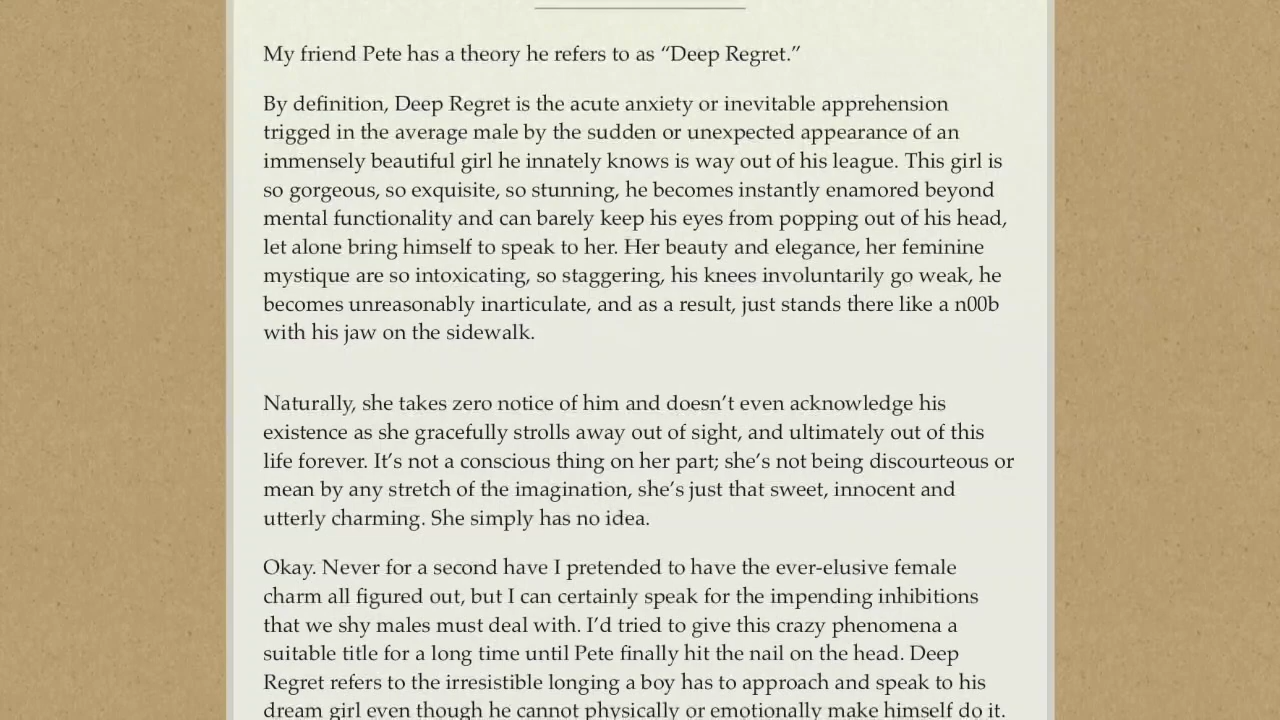 My friend Pete has a theory he refers to as “Deep Regret.”
By definition, Deep Regret is the acute anxiety or inevitable apprehension
trigged in the average male by the sudden or unexpected appearance of an
immensely beautiful girl he innately knows is way out of his league. This girl is
so gorgeous, so exquisite, so stunning, he becomes instantly enamored beyond
mental functionality and can barely keep his eyes from popping out of his head,
let alone bring himself to speak to her. Her beauty and elegance, her feminine
mystique are so intoxicating, so staggering, his knees involuntarily go weak, he
becomes unreasonably inarticulate, and as a result, just stands there like a n00b
with his jaw on the sidewalk.
Naturally, she takes zero notice of him and doesn’t even acknowledge his
existence as she gracefully strolls away out of sight, and ultimately out of this
life forever. It’s not a conscious thing on her part; she’s not being discourteous or
mean by any stretch of the imagination, she’s just that sweet, innocent and
utterly charming. She simply has no idea.
Okay. Never for a second have I pretended to have the ever-elusive female
charm all figured out, but I can certainly speak for the impending inhibitions
that we shy males must deal with. I’d tried to give this crazy phenomena a
suitable title for a long time until Pete finally hit the nail on the head. Deep
Regret refers to the irresistible longing a boy has to approach and speak to his
dream girl even though he cannot physically or emotionally make himself do it.